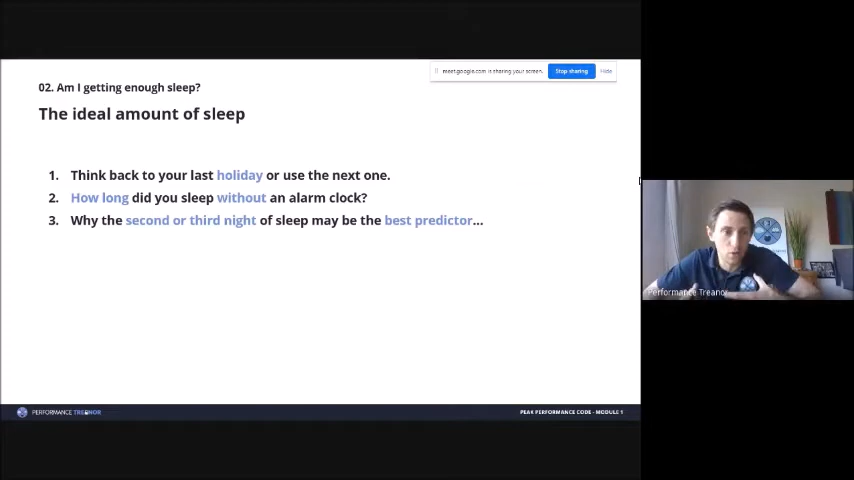 meet.google.com is sharing your screen. Stop sharing Hide
02. Am I getting enough sleep?
The ideal amount of sleep
1. Think back to your last holiday or use the next one.
2. How long did you sleep without an alarm clock?
3. Why the second or third night of sleep may be the best predictor...
Performance Treanor
PERFORMANCE TREANOR
PEAK PERFORMANCE CODE - MODULE 1